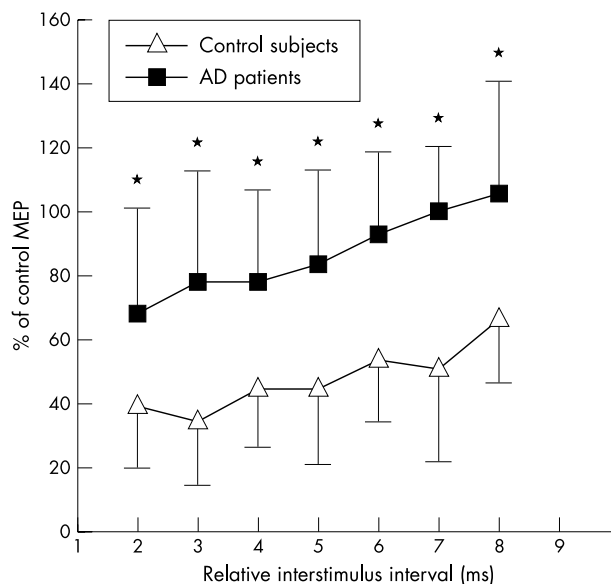 160
140
120
100
80
60
40
20
0
% of control MEP
Control subjects
AD patients
★ ★ ★ ★ ★ ★ ★
1 2 3 4 5 6 7 8 9
Relative interstimulus interval (ms)